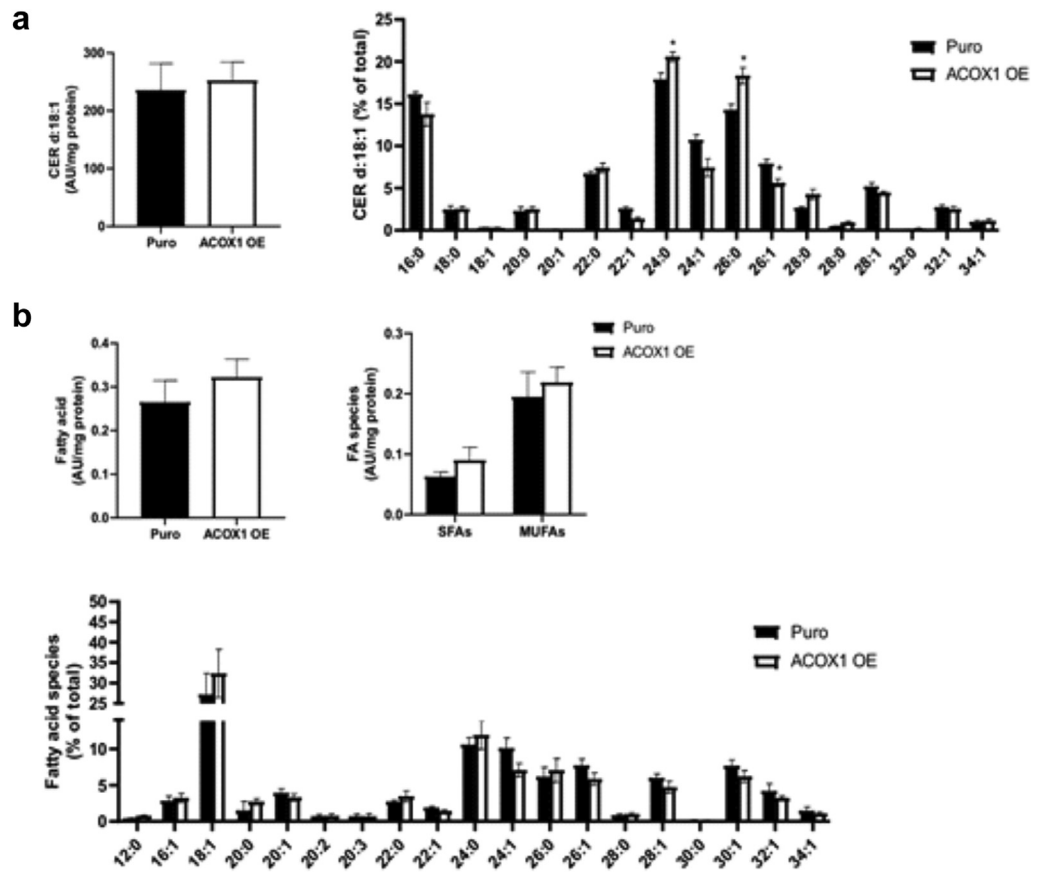 a
CER d:18:1
(AU/mg protein)
300
200
100
0
Puro
ACOX1 OE
CER d:18:1 (% of total)
25
20
15
10
5
0
*
*
*
Puro
ACOX1 OE
16:0
18:0
18:1
20:0
20:1
22:0
22:1
24:0
24:1
26:0
26:1
28:0
28:0
28:1
32:0
32:1
34:1
b
Fatty acid
(AU/mg protein)
0.4
0.3
0.2
0.1
0.0
Puro
ACOX1 OE
FA species
(AU/mg protein)
0.3
0.2
0.1
0.0
SFAs
MUFAs
Puro
ACOX1 OE
Fatty acid species
(% of total)
50
45
40
35
30
25
10
5
0
Puro
ACOX1 OE
12:0
16:1
18:1
20:0
20:1
20:2
20:3
22:0
22:1
24:0
24:1
26:0
26:1
28:0
28:1
30:0
30:1
32:1
34:1